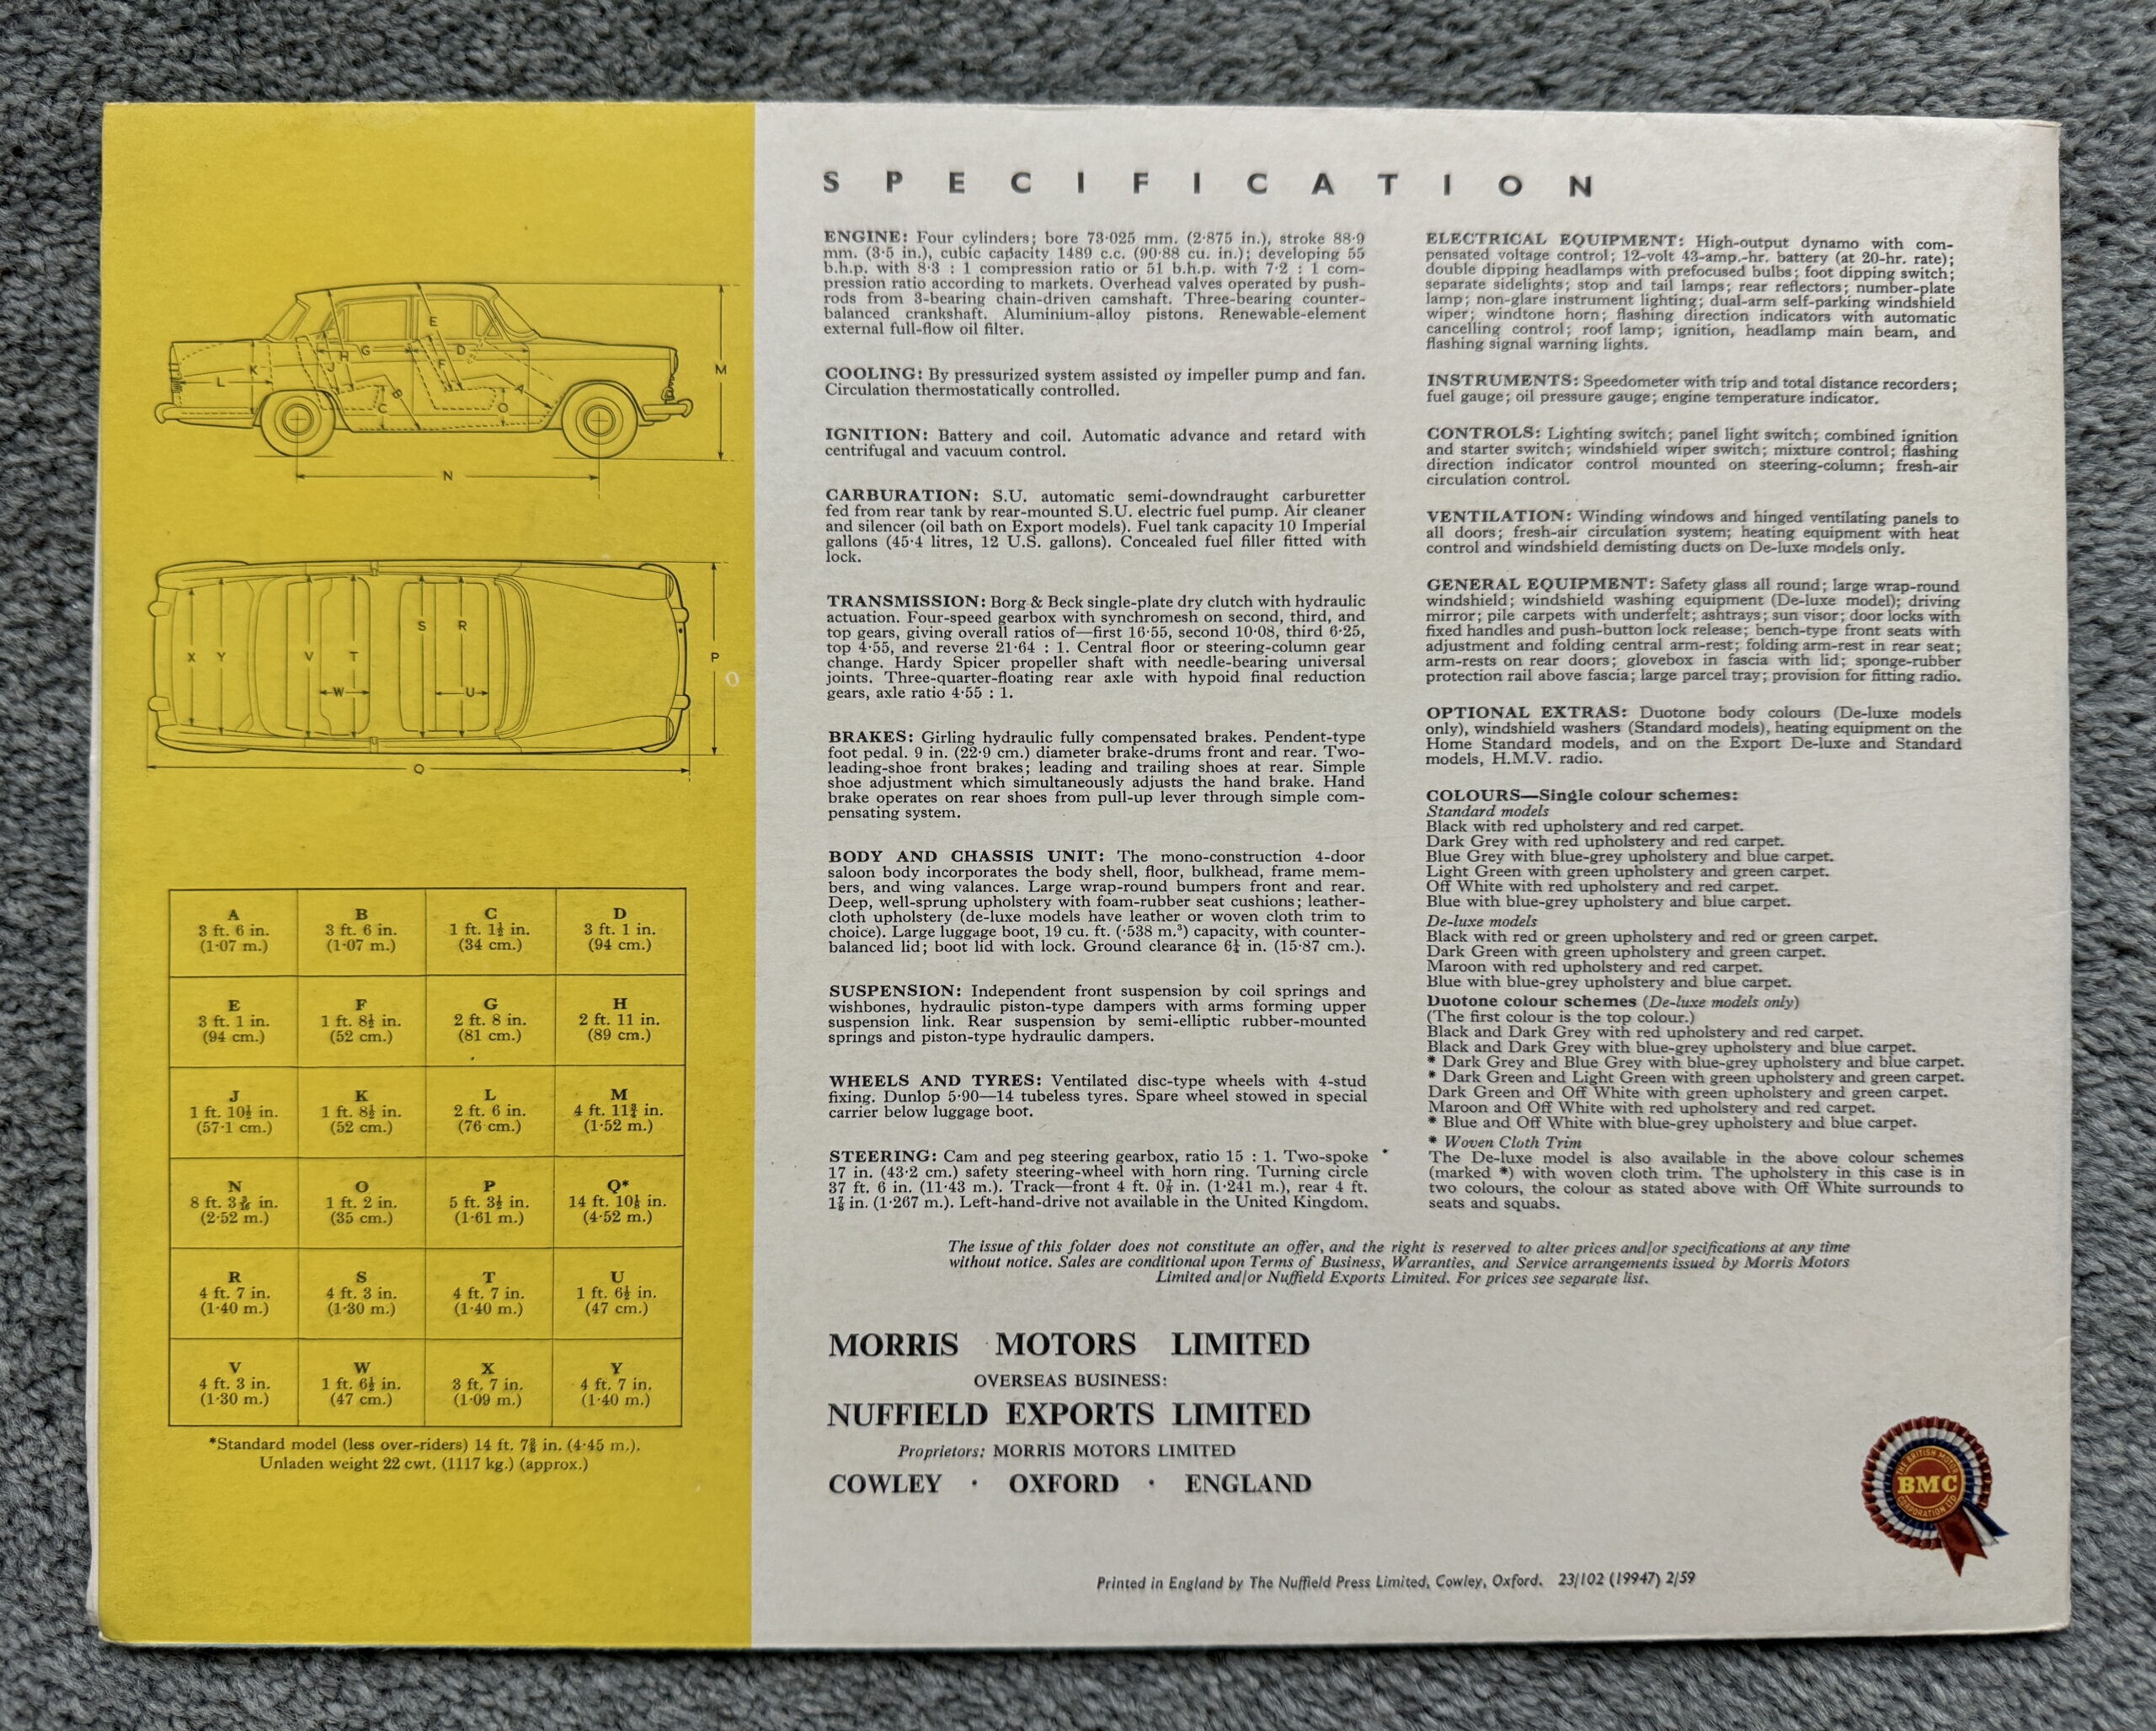 L
K
J
H
G
E
F
D
A
B
C
O
M
N
X
Y
V
T
W
S
R
U
P
Q
A
3 ft. 6 in.
(1·07 m.)
B
3 ft. 6 in.
(1·07 m.)
C
1 ft. 1½ in.
(34 cm.)
D
3 ft. 1 in.
(94 cm.)
E
3 ft. 1 in.
(94 cm.)
F
1 ft. 8½ in.
(52 cm.)
G
2 ft. 8 in.
(81 cm.)
H
2 ft. 11 in.
(89 cm.)
J
1 ft. 10½ in.
(57·1 cm.)
K
1 ft. 8½ in.
(52 cm.)
L
2 ft. 6 in.
(76 cm.)
M
4 ft. 11¾ in.
(1·52 m.)
N
8 ft. 3 3/16 in.
(2·52 m.)
O
1 ft. 2 in.
(35 cm.)
P
5 ft. 3½ in.
(1·61 m.)
Q*
14 ft. 10⅛ in.
(4·52 m.)
R
4 ft. 7 in.
(1·40 m.)
S
4 ft. 3 in.
(1·30 m.)
T
4 ft. 7 in.
(1·40 m.)
U
1 ft. 6½ in.
(47 cm.)
V
4 ft. 3 in.
(1·30 m.)
W
1 ft. 6½ in.
(47 cm.)
X
3 ft. 7 in.
(1·09 m.)
Y
4 ft. 7 in.
(1·40 m.)
*Standard model (less over-riders) 14 ft. 7⅜ in. (4·45 m.).
Unladen weight 22 cwt. (1117 kg.) (approx.)
SPECIFICATION
ENGINE: Four cylinders; bore 73·025 mm. (2·875 in.), stroke 88·9
mm. (3·5 in.), cubic capacity 1489 c.c. (90·88 cu. in.); developing 55
b.h.p. with 8·3 : 1 compression ratio or 51 b.h.p. with 7·2 : 1 com-
pression ratio according to markets. Overhead valves operated by push-
rods from 3-bearing chain-driven camshaft. Three-bearing counter-
balanced crankshaft. Aluminium-alloy pistons. Renewable-element
external full-flow oil filter.
COOLING: By pressurized system assisted by impeller pump and fan.
Circulation thermostatically controlled.
IGNITION: Battery and coil. Automatic advance and retard with
centrifugal and vacuum control.
CARBURATION: S.U. automatic semi-downdraught carburetter
fed from rear tank by rear-mounted S.U. electric fuel pump. Air cleaner
and silencer (oil bath on Export models). Fuel tank capacity 10 Imperial
gallons (45·4 litres, 12 U.S. gallons). Concealed fuel filler fitted with
lock.
TRANSMISSION: Borg & Beck single-plate dry clutch with hydraulic
actuation. Four-speed gearbox with synchromesh on second, third, and
top gears, giving overall ratios of—first 16·55, second 10·08, third 6·25,
top 4·55, and reverse 21·64 : 1. Central floor or steering-column gear
change. Hardy Spicer propeller shaft with needle-bearing universal
joints. Three-quarter-floating rear axle with hypoid final reduction
gears, axle ratio 4·55 : 1.
BRAKES: Girling hydraulic fully compensated brakes. Pendent-type
foot pedal. 9 in. (22·9 cm.) diameter brake-drums front and rear. Two-
leading-shoe front brakes; leading and trailing shoes at rear. Simple
shoe adjustment which simultaneously adjusts the hand brake. Hand
brake operates on rear shoes from pull-up lever through simple com-
pensating system.
BODY AND CHASSIS UNIT: The mono-construction 4-door
saloon body incorporates the body shell, floor, bulkhead, frame mem-
bers, and wing valances. Large wrap-round bumpers front and rear.
Deep, well-sprung upholstery with foam-rubber seat cushions; leather-
cloth upholstery (de-luxe models have leather or woven cloth trim to
choice). Large luggage boot, 19 cu. ft. (·538 m.³) capacity, with counter-
balanced lid; boot lid with lock. Ground clearance 6¼ in. (15·87 cm.).
SUSPENSION: Independent front suspension by coil springs and
wishbones, hydraulic piston-type dampers with arms forming upper
suspension link. Rear suspension by semi-elliptic rubber-mounted
springs and piston-type hydraulic dampers.
WHEELS AND TYRES: Ventilated disc-type wheels with 4-stud
fixing. Dunlop 5·90—14 tubeless tyres. Spare wheel stowed in special
carrier below luggage boot.
STEERING: Cam and peg steering gearbox, ratio 15 : 1. Two-spoke
17 in. (43·2 cm.) safety steering-wheel with horn ring. Turning circle
37 ft. 6 in. (11·43 m.). Track—front 4 ft. 0⅞ in. (1·241 m.), rear 4 ft.
1⅞ in. (1·267 m.). Left-hand-drive not available in the United Kingdom.
ELECTRICAL EQUIPMENT: High-output dynamo with com-
pensated voltage control; 12-volt 43-amp.-hr. battery (at 20-hr. rate);
double dipping headlamps with prefocused bulbs; foot dipping switch;
separate sidelights; stop and tail lamps; rear reflectors; number-plate
lamp; non-glare instrument lighting; dual-arm self-parking windshield
wiper; windtone horn; flashing direction indicators with automatic
cancelling control; roof lamp; ignition, headlamp main beam, and
flashing signal warning lights.
INSTRUMENTS: Speedometer with trip and total distance recorders;
fuel gauge; oil pressure gauge; engine temperature indicator.
CONTROLS: Lighting switch; panel light switch; combined ignition
and starter switch; windshield wiper switch; mixture control; flashing
direction indicator control mounted on steering-column; fresh-air
circulation control.
VENTILATION: Winding windows and hinged ventilating panels to
all doors; fresh-air circulation system; heating equipment with heat
control and windshield demisting ducts on De-luxe models only.
GENERAL EQUIPMENT: Safety glass all round; large wrap-round
windshield; windshield washing equipment (De-luxe model); driving
mirror; pile carpets with underfelt; ashtrays; sun visor; door locks with
fixed handles and push-button lock release; bench-type front seats with
adjustment and folding central arm-rest; folding arm-rest in rear seat;
arm-rests on rear doors; glovebox in fascia with lid; sponge-rubber
protection rail above fascia; large parcel tray; provision for fitting radio.
OPTIONAL EXTRAS: Duotone body colours (De-luxe models
only), windshield washers (Standard models), heating equipment on the
Home Standard models, and on the Export De-luxe and Standard
models, H.M.V. radio.
COLOURS—Single colour schemes:
Standard models
Black with red upholstery and red carpet.
Dark Grey with red upholstery and red carpet.
Blue Grey with blue-grey upholstery and blue carpet.
Light Green with green upholstery and green carpet.
Off White with red upholstery and red carpet.
Blue with blue-grey upholstery and blue carpet.
De-luxe models
Black with red or green upholstery and red or green carpet.
Dark Green with green upholstery and green carpet.
Maroon with red upholstery and red carpet.
Blue with blue-grey upholstery and blue carpet.
Duotone colour schemes (De-luxe models only)
(The first colour is the top colour.)
Black and Dark Grey with red upholstery and red carpet.
Black and Dark Grey with blue-grey upholstery and blue carpet.
* Dark Grey and Blue Grey with blue-grey upholstery and blue carpet.
* Dark Green and Light Green with green upholstery and green carpet.
Dark Green and Off White with green upholstery and green carpet.
Maroon and Off White with red upholstery and red carpet.
* Blue and Off White with blue-grey upholstery and blue carpet.
* Woven Cloth Trim
The De-luxe model is also available in the above colour schemes
(marked *) with woven cloth trim. The upholstery in this case is in
two colours, the colour as stated above with Off White surrounds to
seats and squabs.
The issue of this folder does not constitute an offer, and the right is reserved to alter prices and/or specifications at any time
without notice. Sales are conditional upon Terms of Business, Warranties, and Service arrangements issued by Morris Motors
Limited and/or Nuffield Exports Limited. For prices see separate list.
MORRIS MOTORS LIMITED
OVERSEAS BUSINESS:
NUFFIELD EXPORTS LIMITED
Proprietors: MORRIS MOTORS LIMITED
COWLEY · OXFORD · ENGLAND
THE BRITISH MOTOR
BMC
CORPORATION LTD
Printed in England by The Nuffield Press Limited, Cowley, Oxford. 23/102 (19947) 2/59